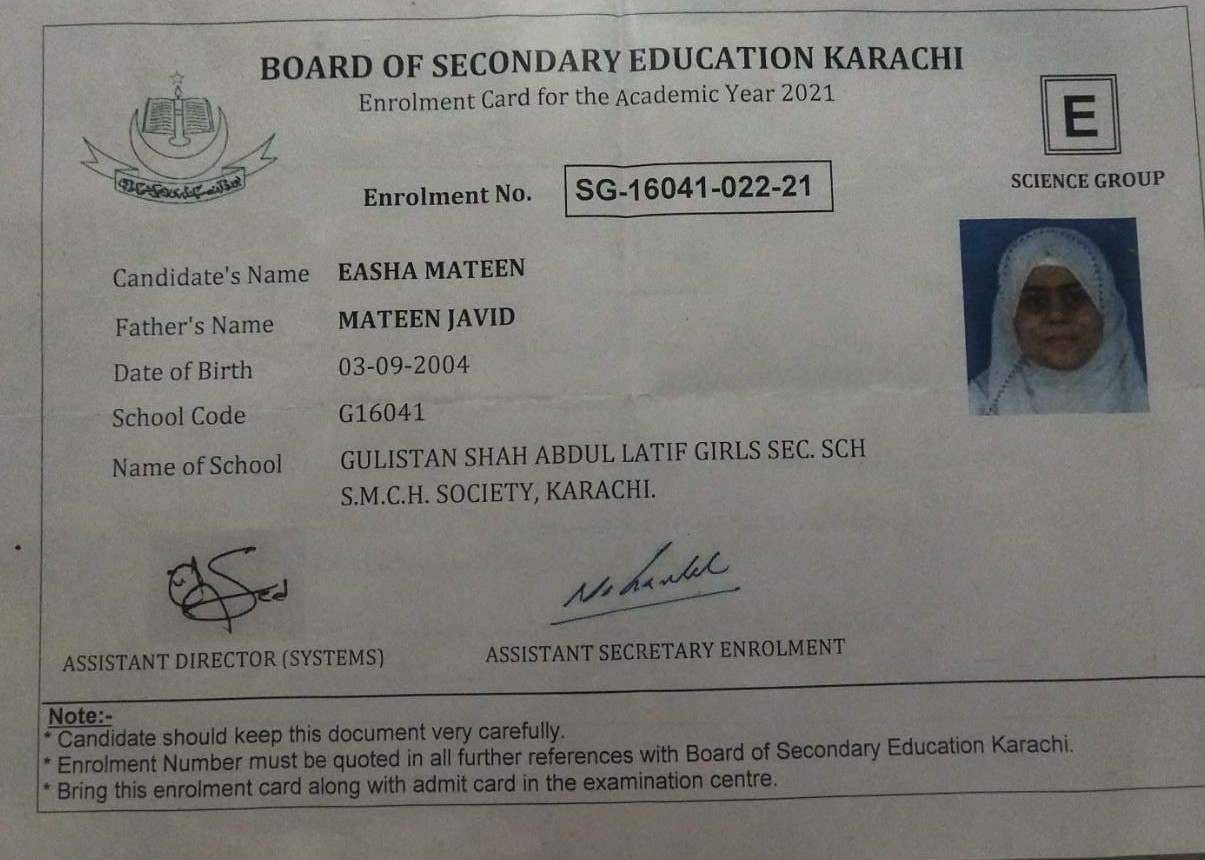 BOARD OF SECONDARY EDUCATION KARACHI
Enrolment Card for the Academic Year 2021
E
SCIENCE GROUP
Enrolment No. SG-16041-022-21
Candidate's Name EASHA MATEEN
Father's Name MATEEN JAVID
Date of Birth 03-09-2004
School Code G16041
Name of School GULISTAN SHAH ABDUL LATIF GIRLS SEC. SCH
S.M.C.H. SOCIETY, KARACHI.
ASSISTANT DIRECTOR (SYSTEMS) ASSISTANT SECRETARY ENROLMENT
Note:-
* Candidate should keep this document very carefully.
* Enrolment Number must be quoted in all further references with Board of Secondary Education Karachi.
* Bring this enrolment card along with admit card in the examination centre.